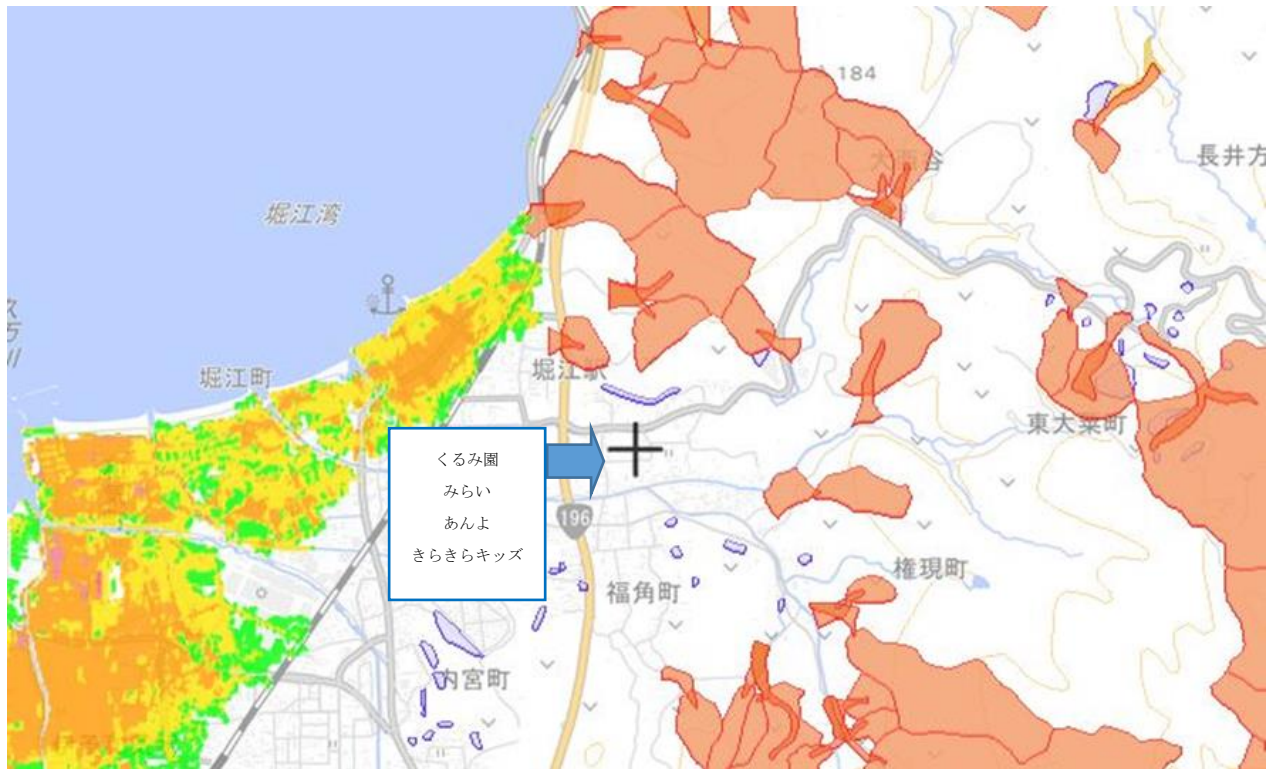 184
大西谷
長井方
堀江湾
堀江町
堀江駅
東大栗町
くるみ園
みらい
あんよ
きらきらキッズ
196
権現町
福角町
内宮町